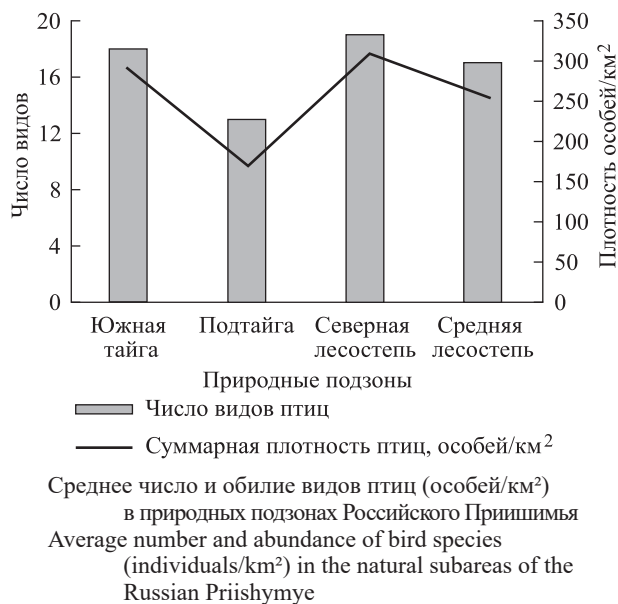 20
16
12
8
4
0
Число видов
350
300
250
200
150
100
50
0
Плотность особей/км²
Южная тайга
Подтайга
Северная лесостепь
Средняя лесостепь
Природные подзоны
Число видов птиц
Суммарная плотность птиц, особей/км²
Среднее число и обилие видов птиц (особей/км²)
в природных подзонах Российского Приишимья
Average number and abundance of bird species
(individuals/km²) in the natural subareas of the
Russian Priishymye